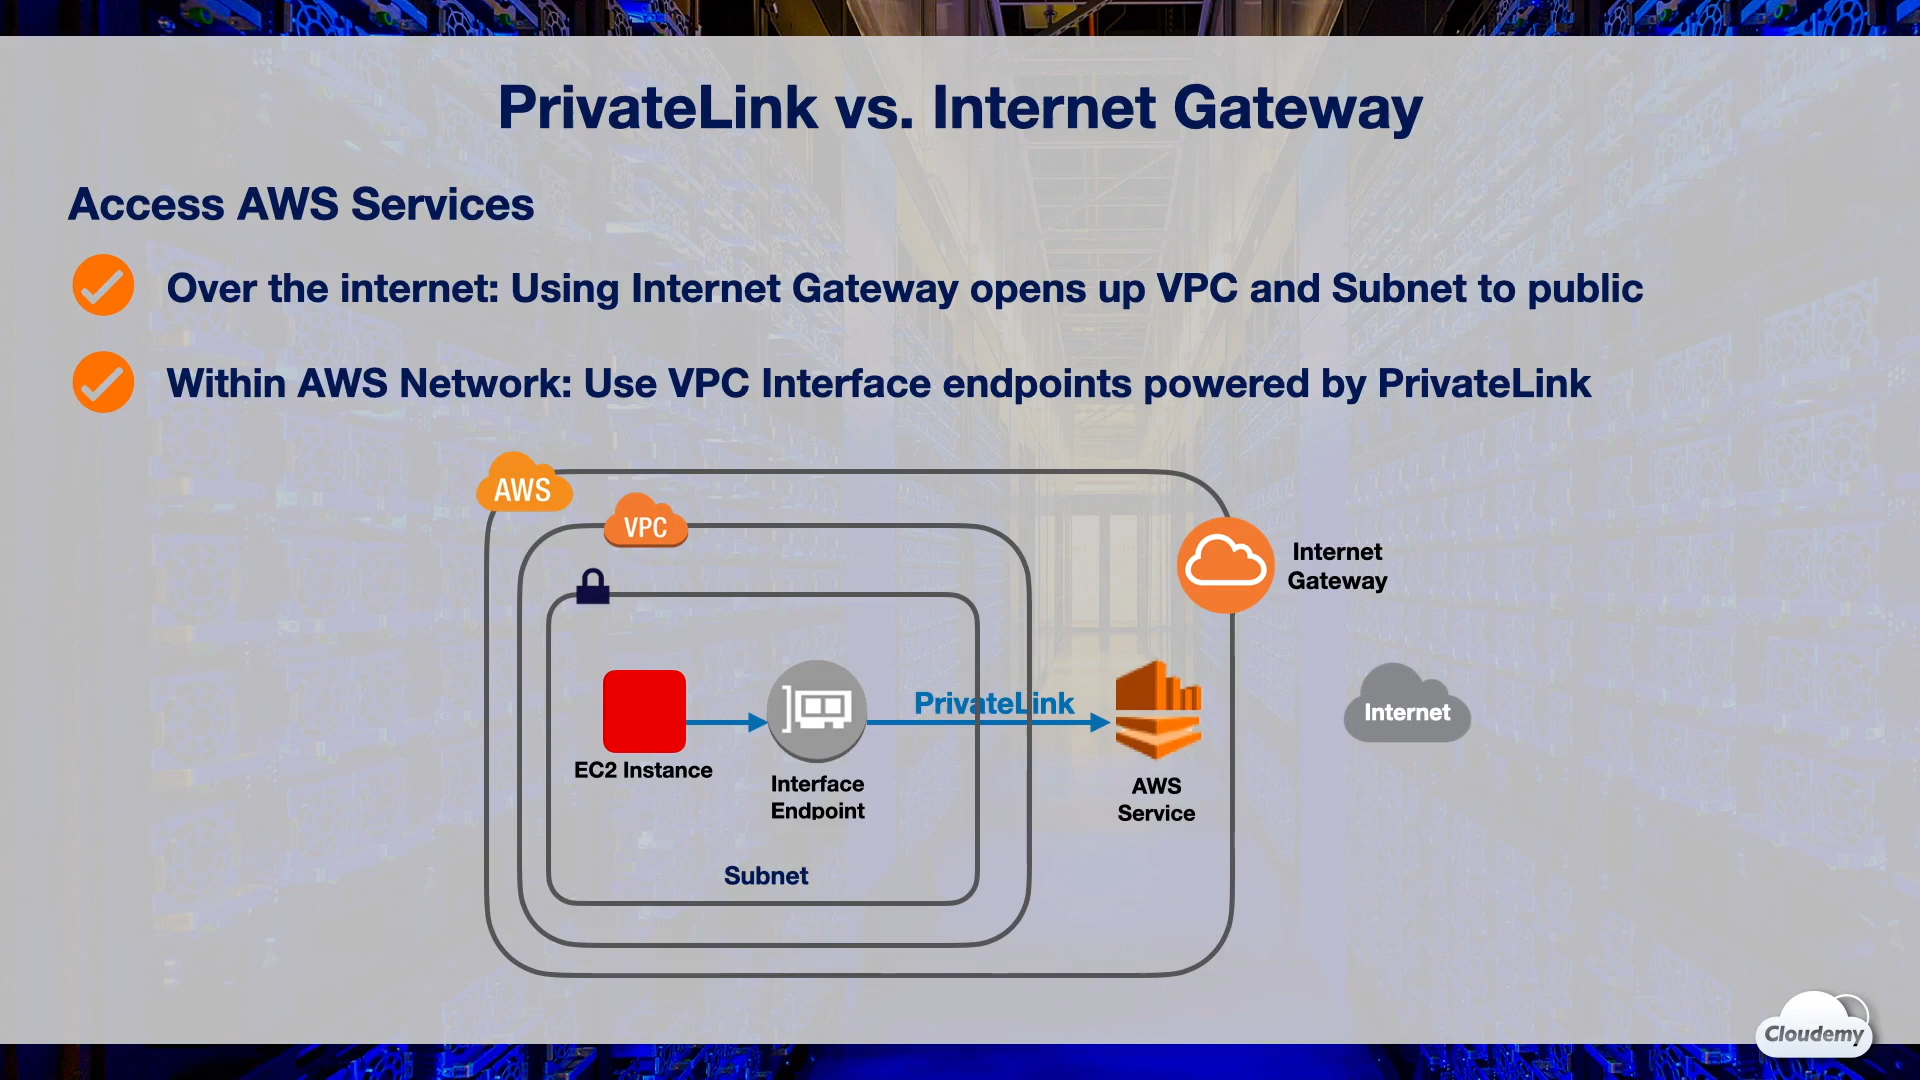 PrivateLink vs. Internet Gateway
Access AWS Services
Over the internet: Using Internet Gateway opens up VPC and Subnet to public
Within AWS Network: Use VPC Interface endpoints powered by PrivateLink
AWS
VPC
Internet
Gateway
PrivateLink
Internet
EC2 Instance
Interface
Endpoint
AWS
Service
Subnet
Cloudemy